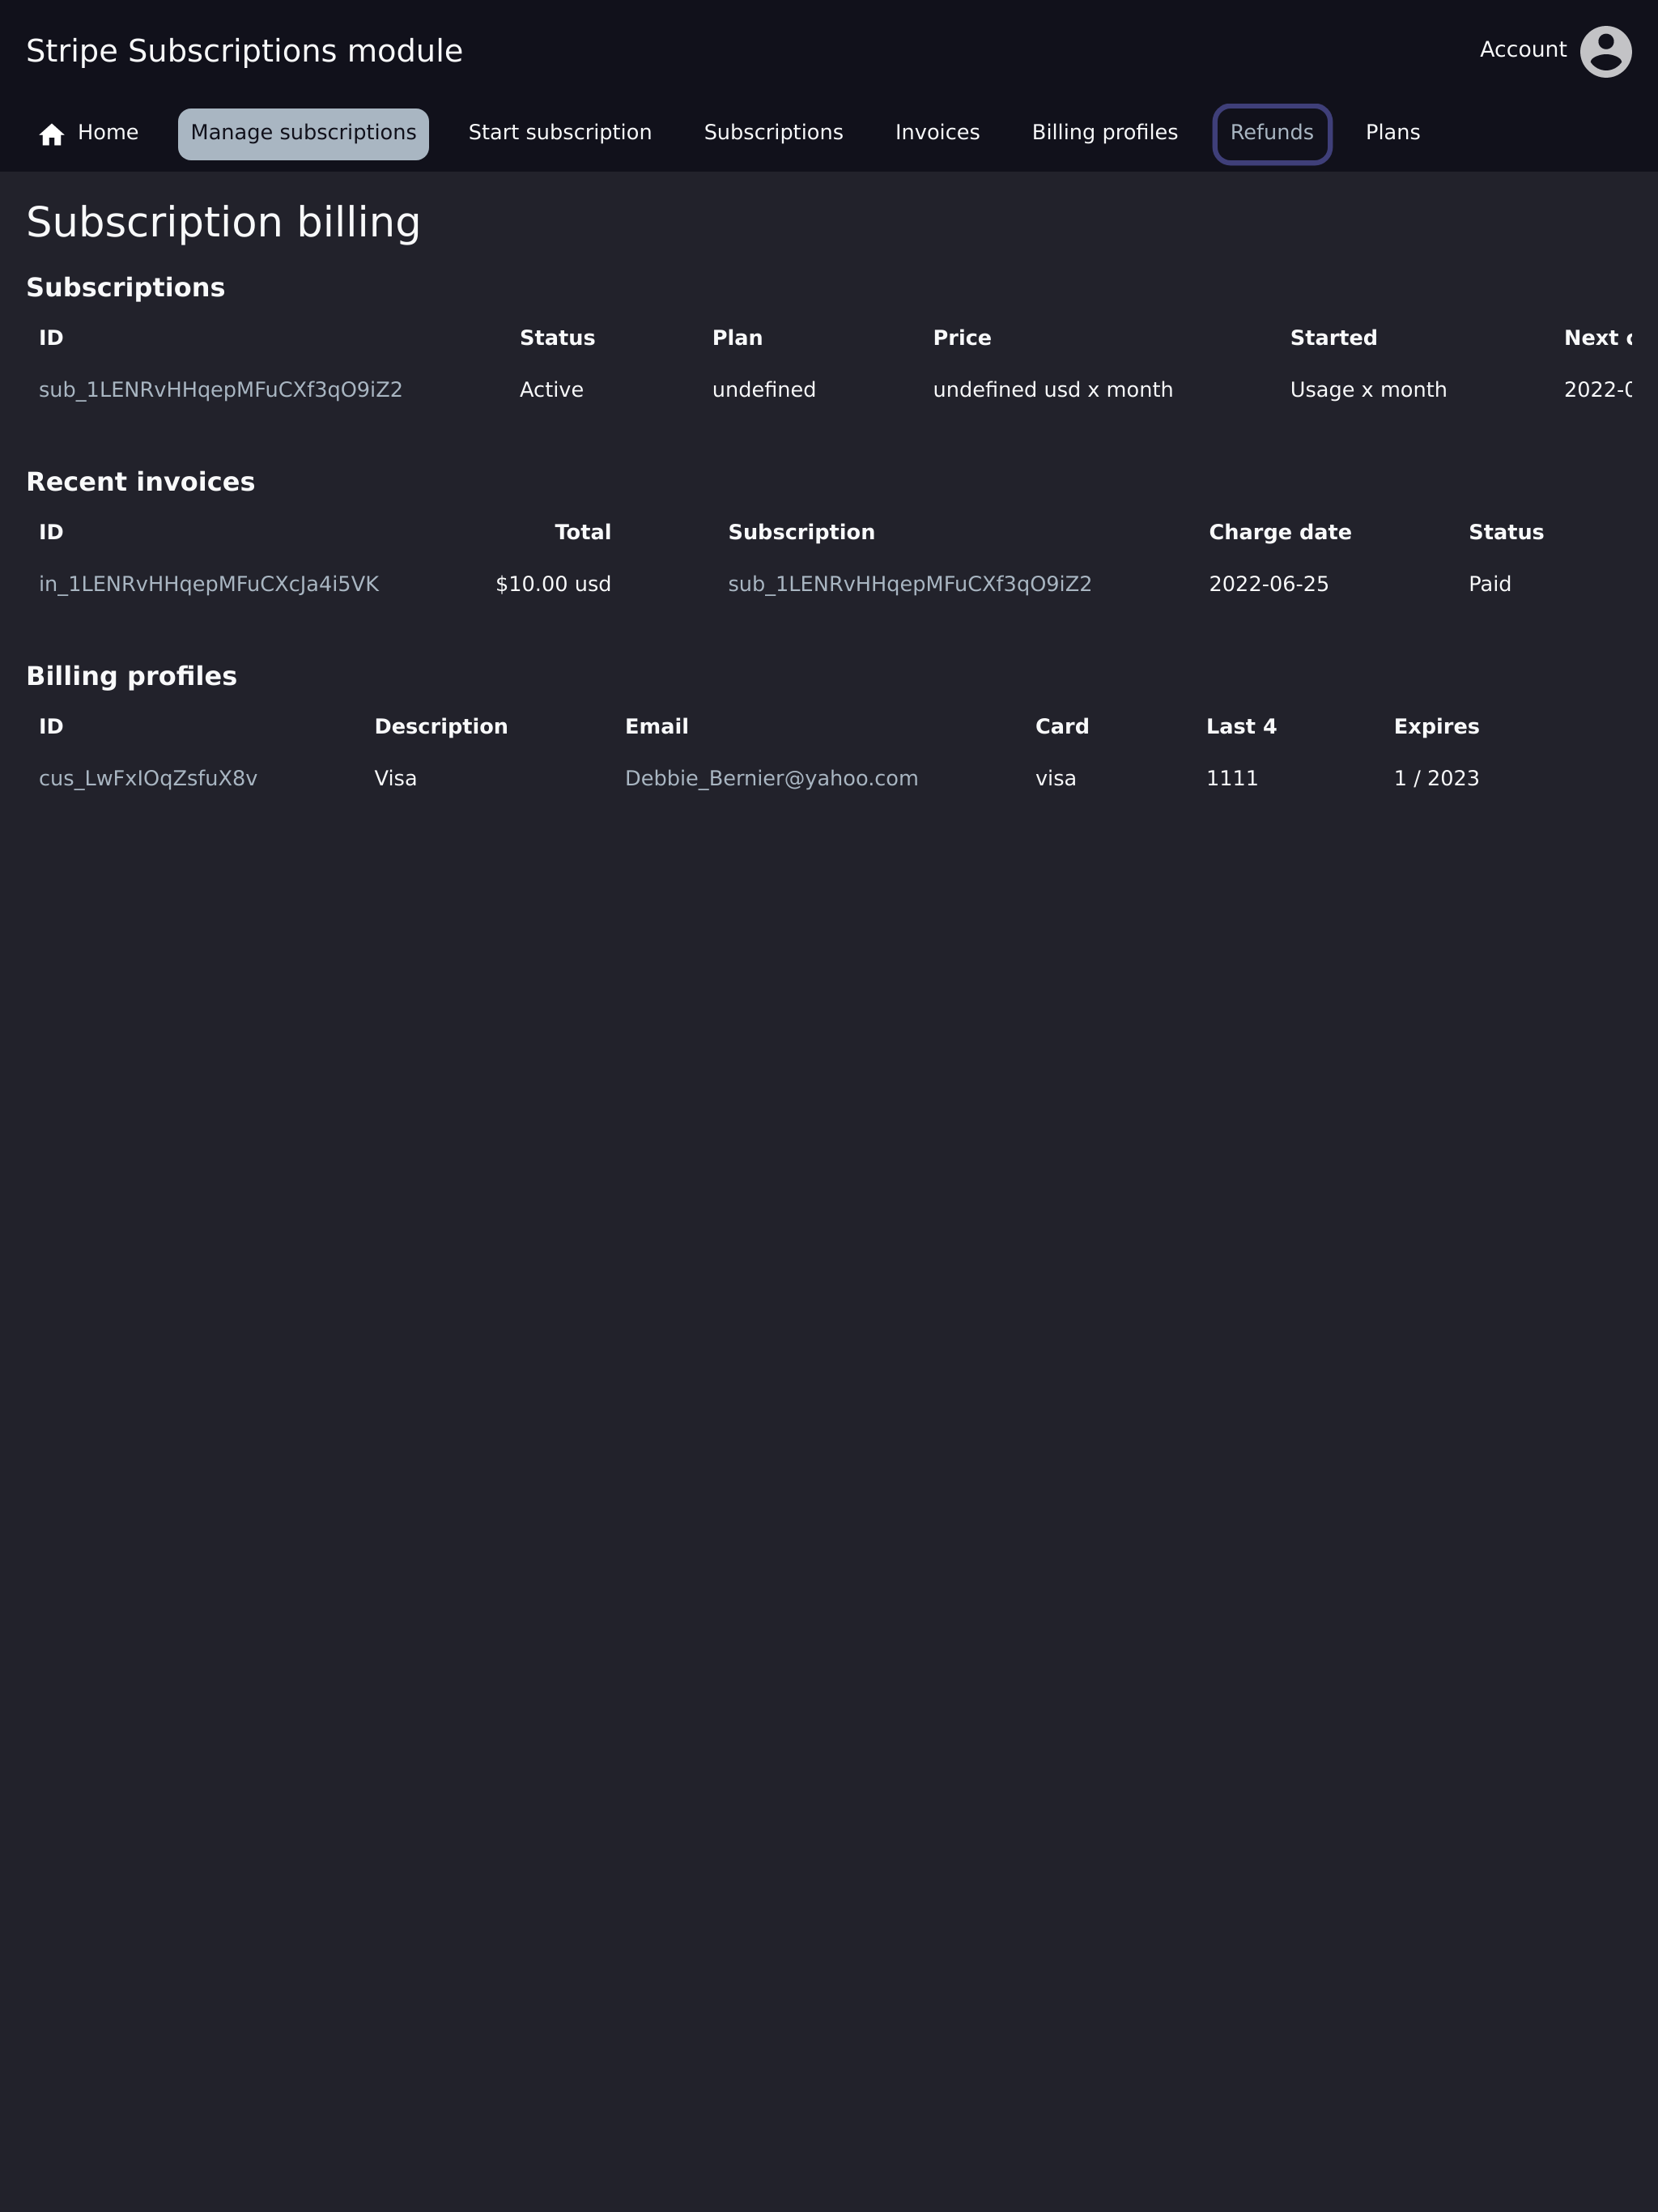 Stripe Subscriptions module
Account
Home Manage subscriptions Start subscription Subscriptions Invoices Billing profiles Refunds Plans
Subscription billing
Subscriptions
ID Status Plan Price Started Next
sub_1LENRvHHqepMFuCXf3qO9iZ2 Active undefined undefined usd x month Usage x month 2022-0
Recent invoices
ID Total Subscription Charge date Status
in_1LENRvHHqepMFuCXcJa4i5VK $10.00 usd sub_1LENRvHHqepMFuCXf3qO9iZ2 2022-06-25 Paid
Billing profiles
ID Description Email Card Last 4 Expires
cus_LwFxIOqZsfuX8v Visa Debbie_Bernier@yahoo.com visa 1111 1 / 2023